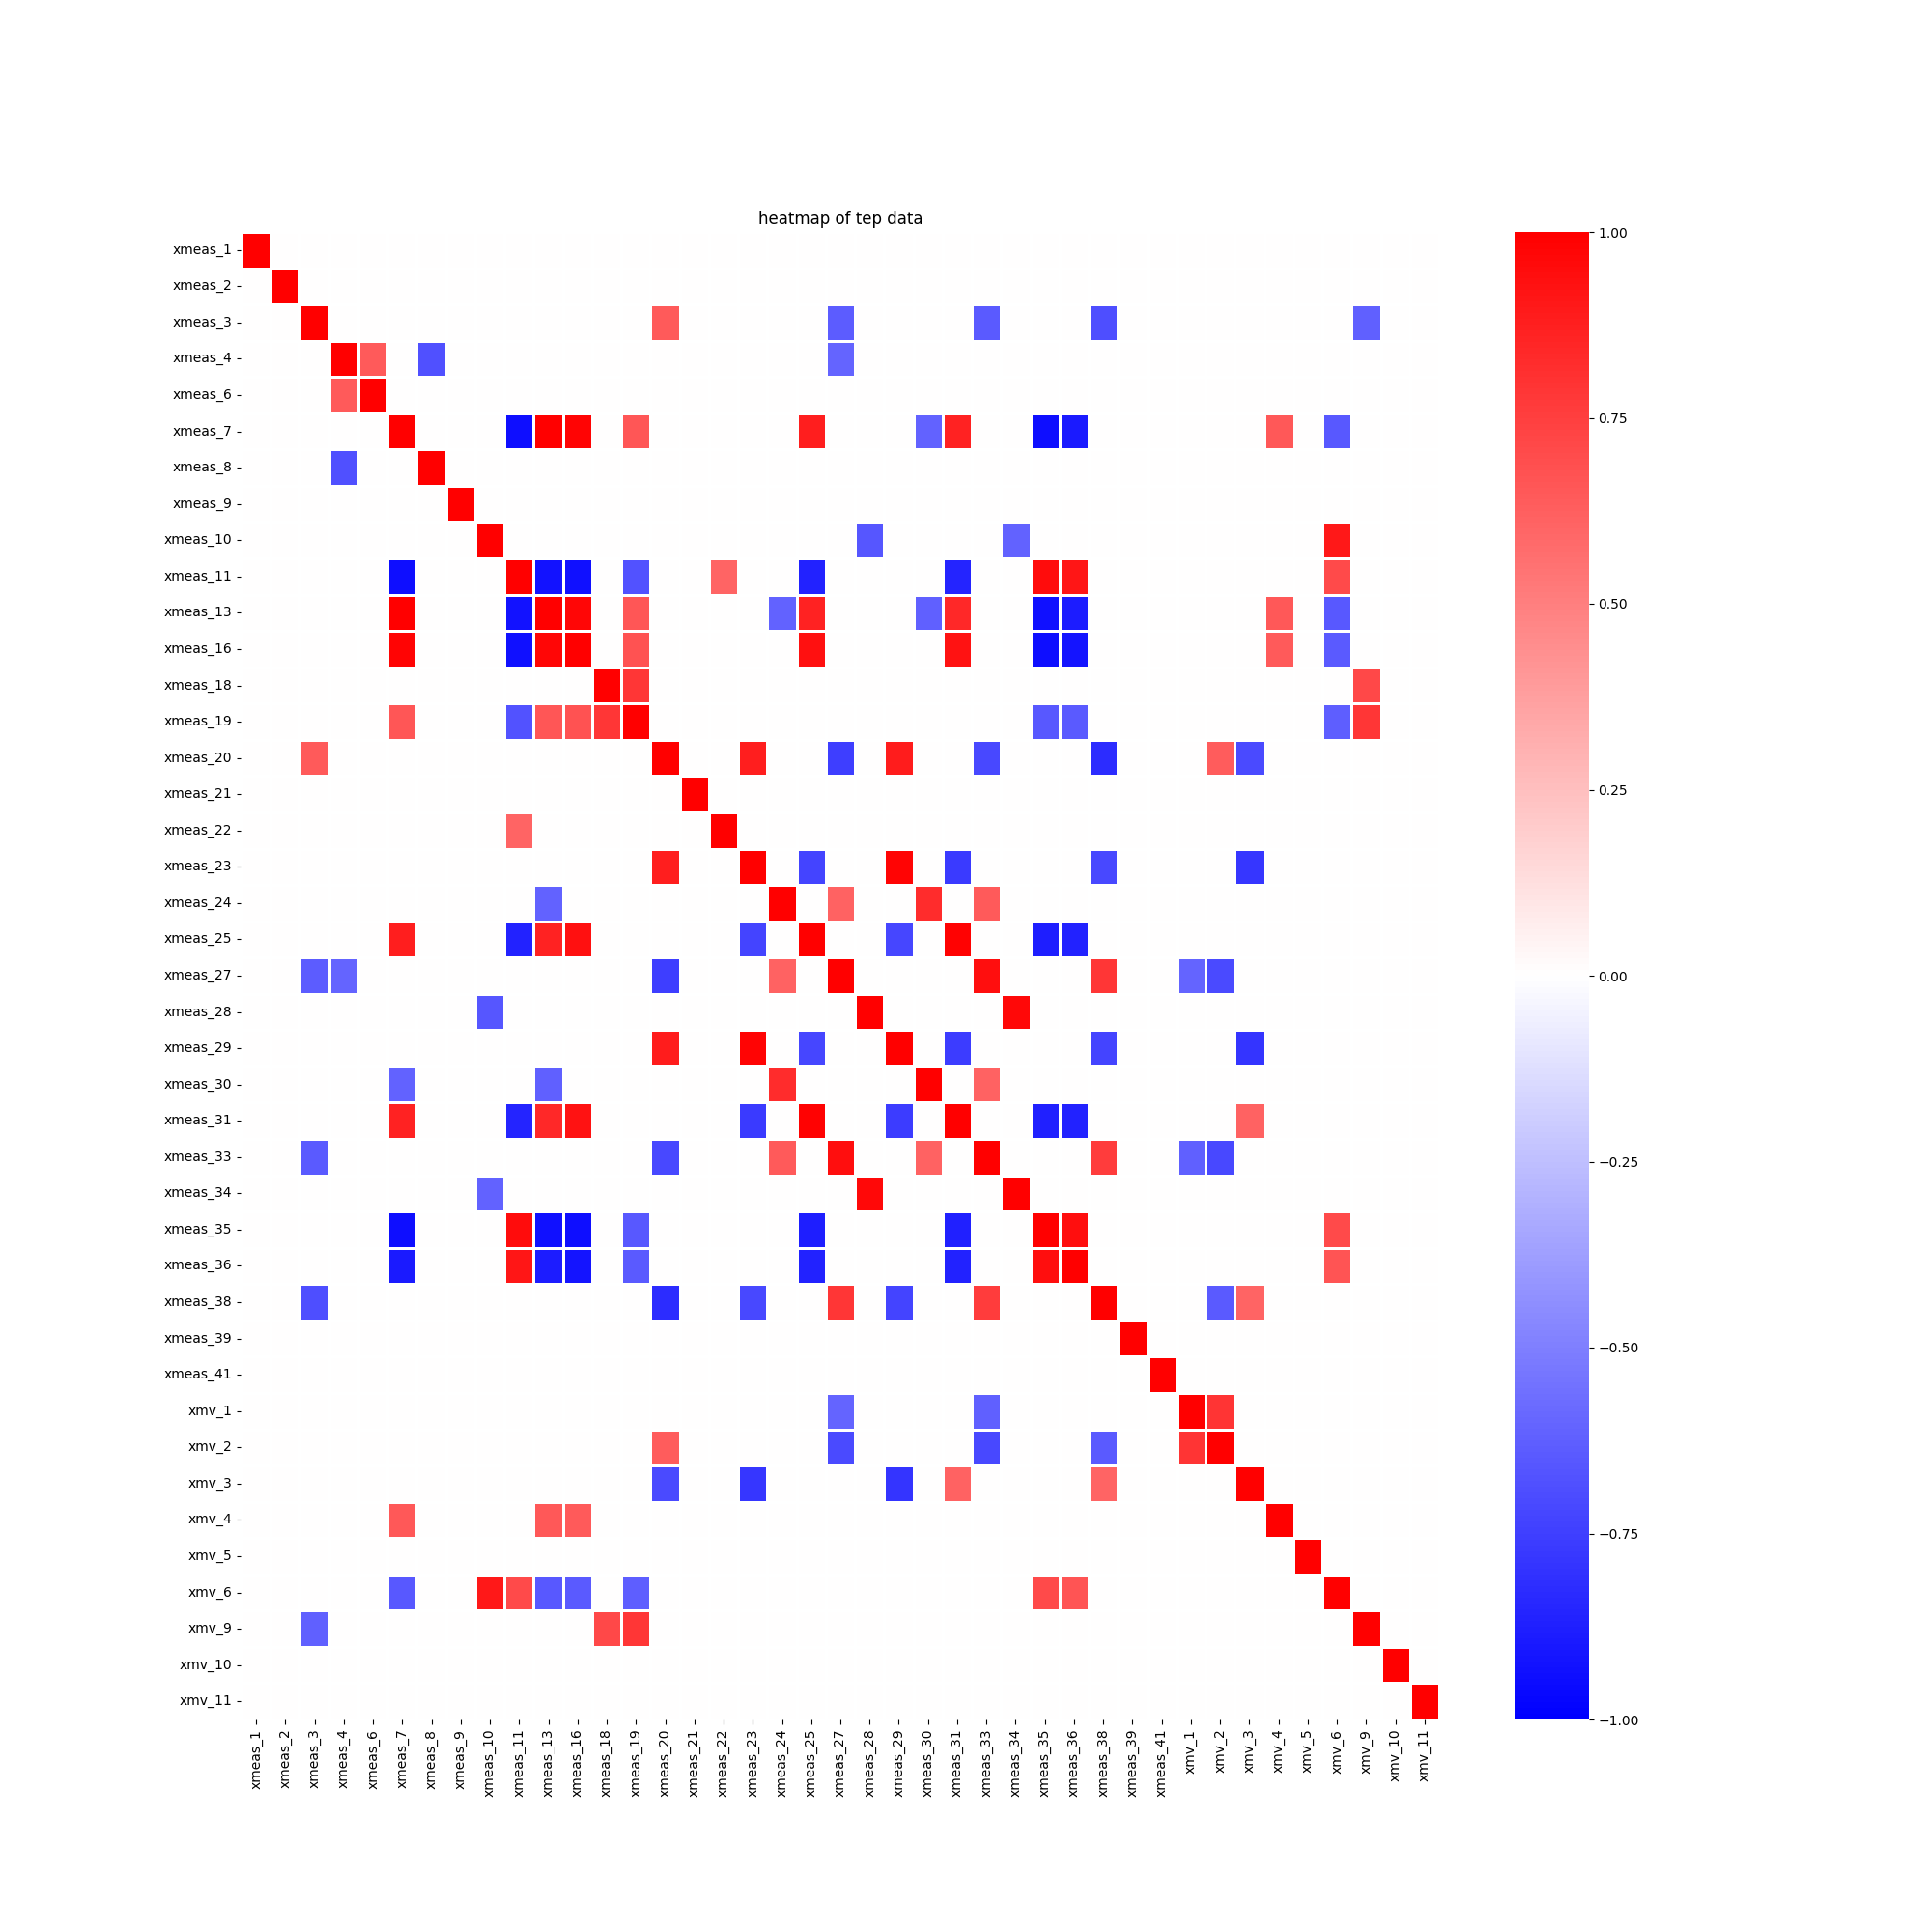 heatmap of tep data
xmeas_1
xmeas_2
xmeas_3
xmeas_4
xmeas_6
xmeas_7
xmeas_8
xmeas_9
xmeas_10
xmeas_11
xmeas_13
xmeas_16
xmeas_18
xmeas_19
xmeas_20
xmeas_21
xmeas_22
xmeas_23
xmeas_24
xmeas_25
xmeas_27
xmeas_28
xmeas_29
xmeas_30
xmeas_31
xmeas_33
xmeas_34
xmeas_35
xmeas_36
xmeas_38
xmeas_39
xmeas_41
xmv_1
xmv_2
xmv_3
xmv_4
xmv_5
xmv_6
xmv_9
xmv_10
xmv_11
xmeas_1
xmeas_2
xmeas_3
xmeas_4
xmeas_6
xmeas_7
xmeas_8
xmeas_9
xmeas_10
xmeas_11
xmeas_13
xmeas_16
xmeas_18
xmeas_19
xmeas_20
xmeas_21
xmeas_22
xmeas_23
xmeas_24
xmeas_25
xmeas_27
xmeas_28
xmeas_29
xmeas_30
xmeas_31
xmeas_33
xmeas_34
xmeas_35
xmeas_36
xmeas_38
xmeas_39
xmeas_41
xmv_1
xmv_2
xmv_3
xmv_4
xmv_5
xmv_6
xmv_9
xmv_10
xmv_11
1.00
0.75
0.50
0.25
0.00
−0.25
−0.50
−0.75
−1.00